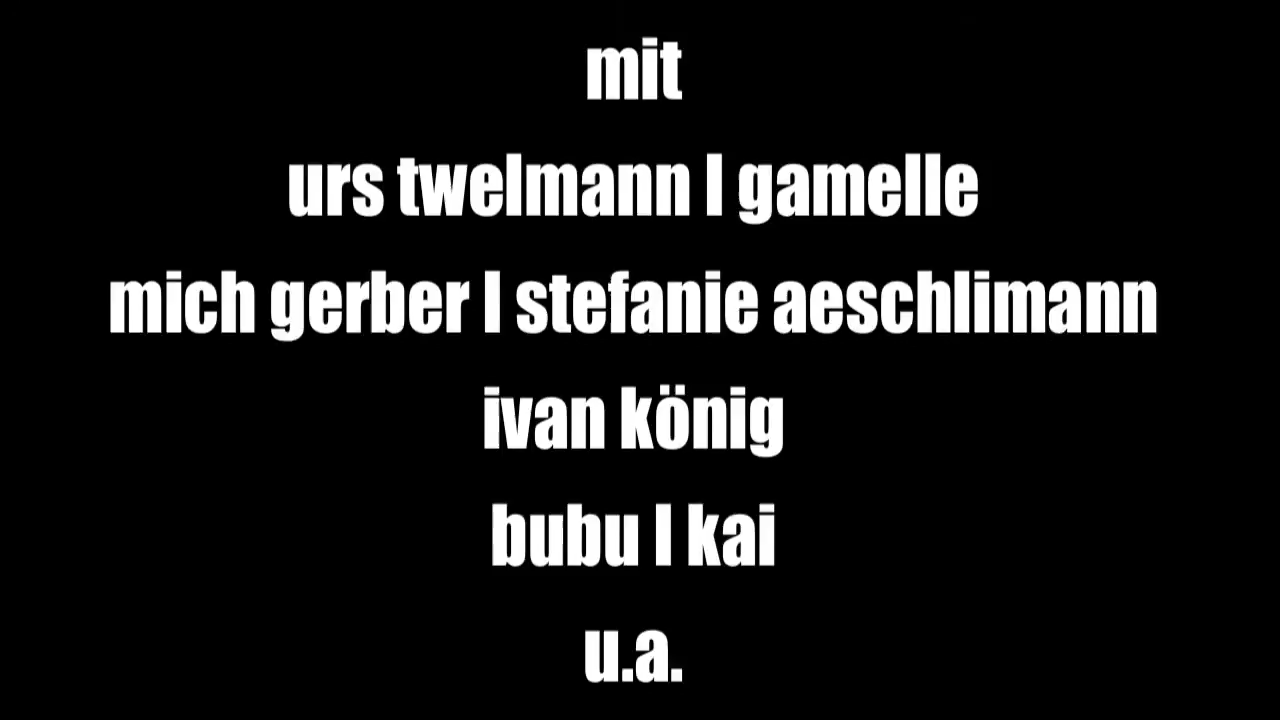 mit
urs twelmann l gamelle
mich gerber l stefanie aeschlimann
ivan könig
bubu l kai
u.a.